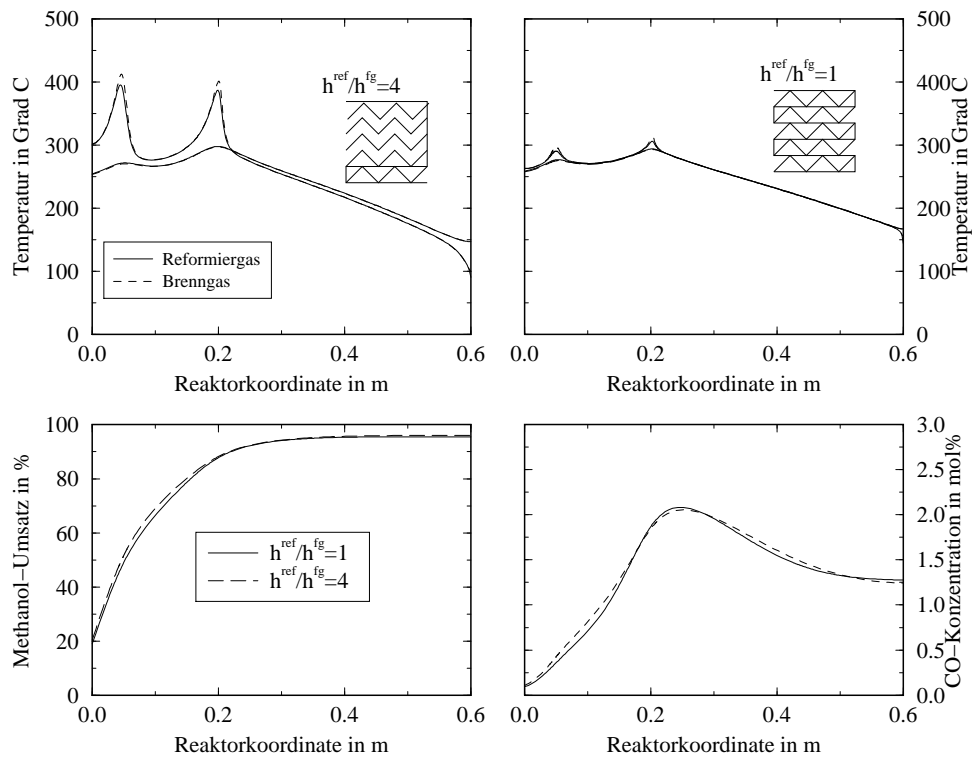 500
400
300
200
100
0
Temperatur in Grad C
h^ref/h^fg=4
Reformiergas
Brenngas
0.0 0.2 0.4 0.6
Reaktorkoordinate in m
500
400
300
200
100
0
Temperatur in Grad C
h^ref/h^fg=1
0.0 0.2 0.4 0.6
Reaktorkoordinate in m
100
80
60
40
20
0
Methanol−Umsatz in %
h^ref/h^fg=1
h^ref/h^fg=4
0.0 0.2 0.4 0.6
Reaktorkoordinate in m
3.0
2.5
2.0
1.5
1.0
0.5
0.0
CO−Konzentration in mol%
0.0 0.2 0.4 0.6
Reaktorkoordinate in m